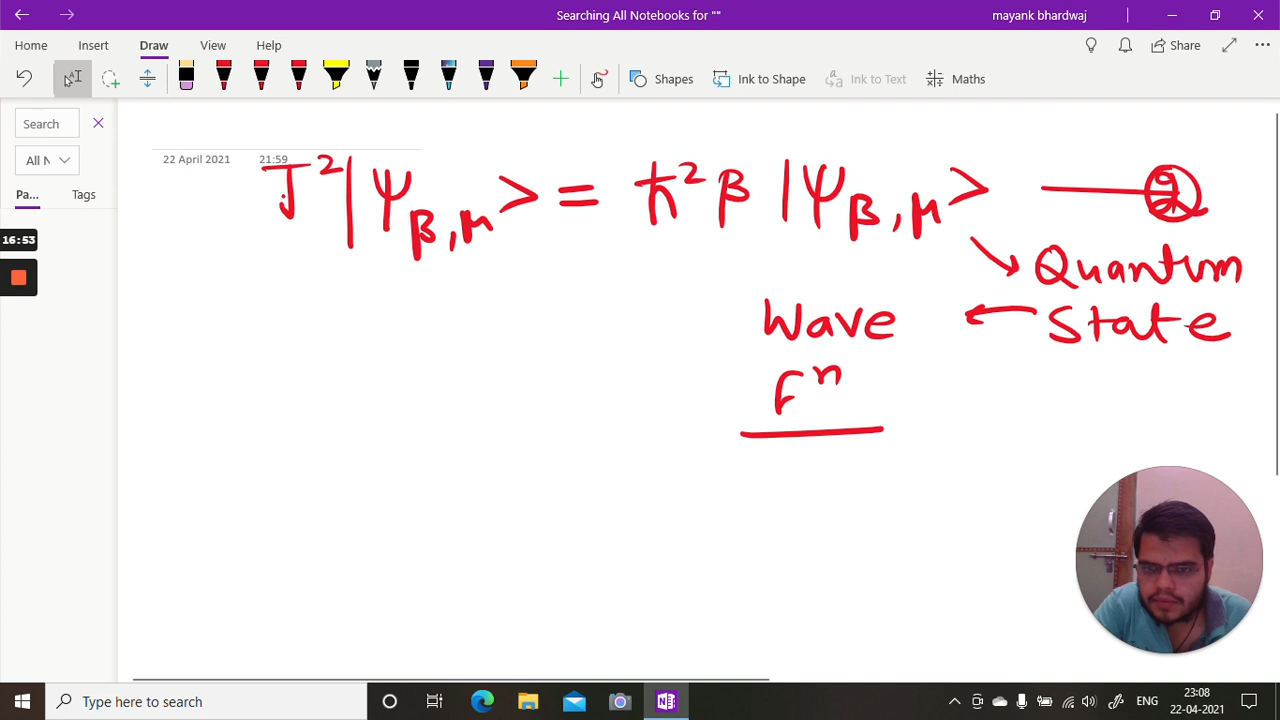 Searching All Notebooks for ""
mayank bhardwaj
Home Insert Draw View Help
Share
Shapes Ink to Shape Ink to Text Maths
Search
All N
Pa... Tags
16:53
22 April 2021 21:59
J²|Ψβ,μ> = ħ²β |Ψβ,μ>
Quantum
State
Wave
fⁿ
Type here to search
ENG
23:08
22-04-2021